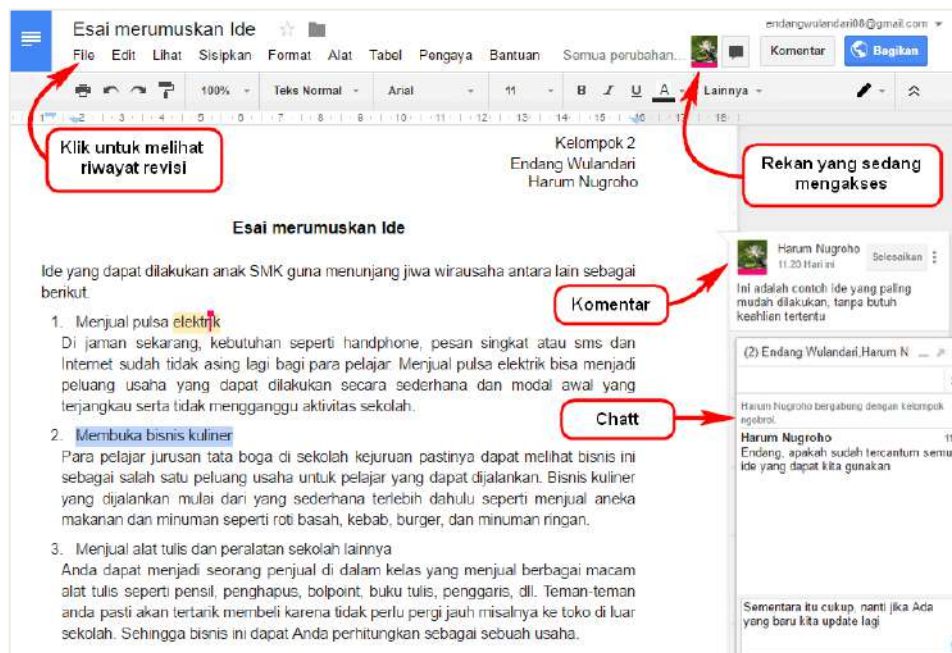 Esai merumuskan Ide
endangwulandari08@gmail.com
File Edit Lihat Sisipkan Format Alat Tabel Pengaya Bantuan Semua perubahan...
Komentar
Bagikan
100% Teks Normal Arial 11 B I U A Lainnya
Klik untuk melihat
riwayat revisi
Rekan yang sedang
mengakses
Kelompok 2
Endang Wulandari
Harum Nugroho
Esai merumuskan Ide
Ide yang dapat dilakukan anak SMK guna menunjang jiwa wirausaha antara lain sebagai
berikut.
1. Menjual pulsa elektrik
Di jaman sekarang, kebutuhan seperti handphone, pesan singkat atau sms dan
Internet sudah tidak asing lagi bagi para pelajar. Menjual pulsa elektrik bisa menjadi
peluang usaha yang dapat dilakukan secara sederhana dan modal awal yang
terjangkau serta tidak mengganggu aktivitas sekolah.
2. Membuka bisnis kuliner
Para pelajar jurusan tata boga di sekolah kejuruan pastinya dapat melihat bisnis ini
sebagai salah satu peluang usaha untuk pelajar yang dapat dijalankan. Bisnis kuliner
yang dijalankan mulai dari yang sederhana terlebih dahulu seperti menjual aneka
makanan dan minuman seperti roti basah, kebab, burger, dan minuman ringan.
3. Menjual alat tulis dan peralatan sekolah lainnya
Anda dapat menjadi seorang penjual di dalam kelas yang menjual berbagai macam
alat tulis seperti pensil, penghapus, bolpoint, buku tulis, penggaris, dll. Teman-teman
anda pasti akan tertarik membeli karena tidak perlu pergi jauh misalnya ke toko di luar
sekolah. Sehingga bisnis ini dapat Anda perhitungkan sebagai sebuah usaha.
Komentar
Harum Nugroho
11.20 Hari ini
Selesaikan
Ini adalah contoh ide yang paling
mudah dilakukan, tanpa butuh
keahlian tertentu
Chatt
(2) Endang Wulandari,Harum N
Harum Nugroho bergabung dengan kelompok
ngobrol.
Harum Nugroho
Endang, apakah sudah tercantum semu
ide yang dapat kita gunakan
Sementara itu cukup, nanti jika Ada
yang baru kita update lagi